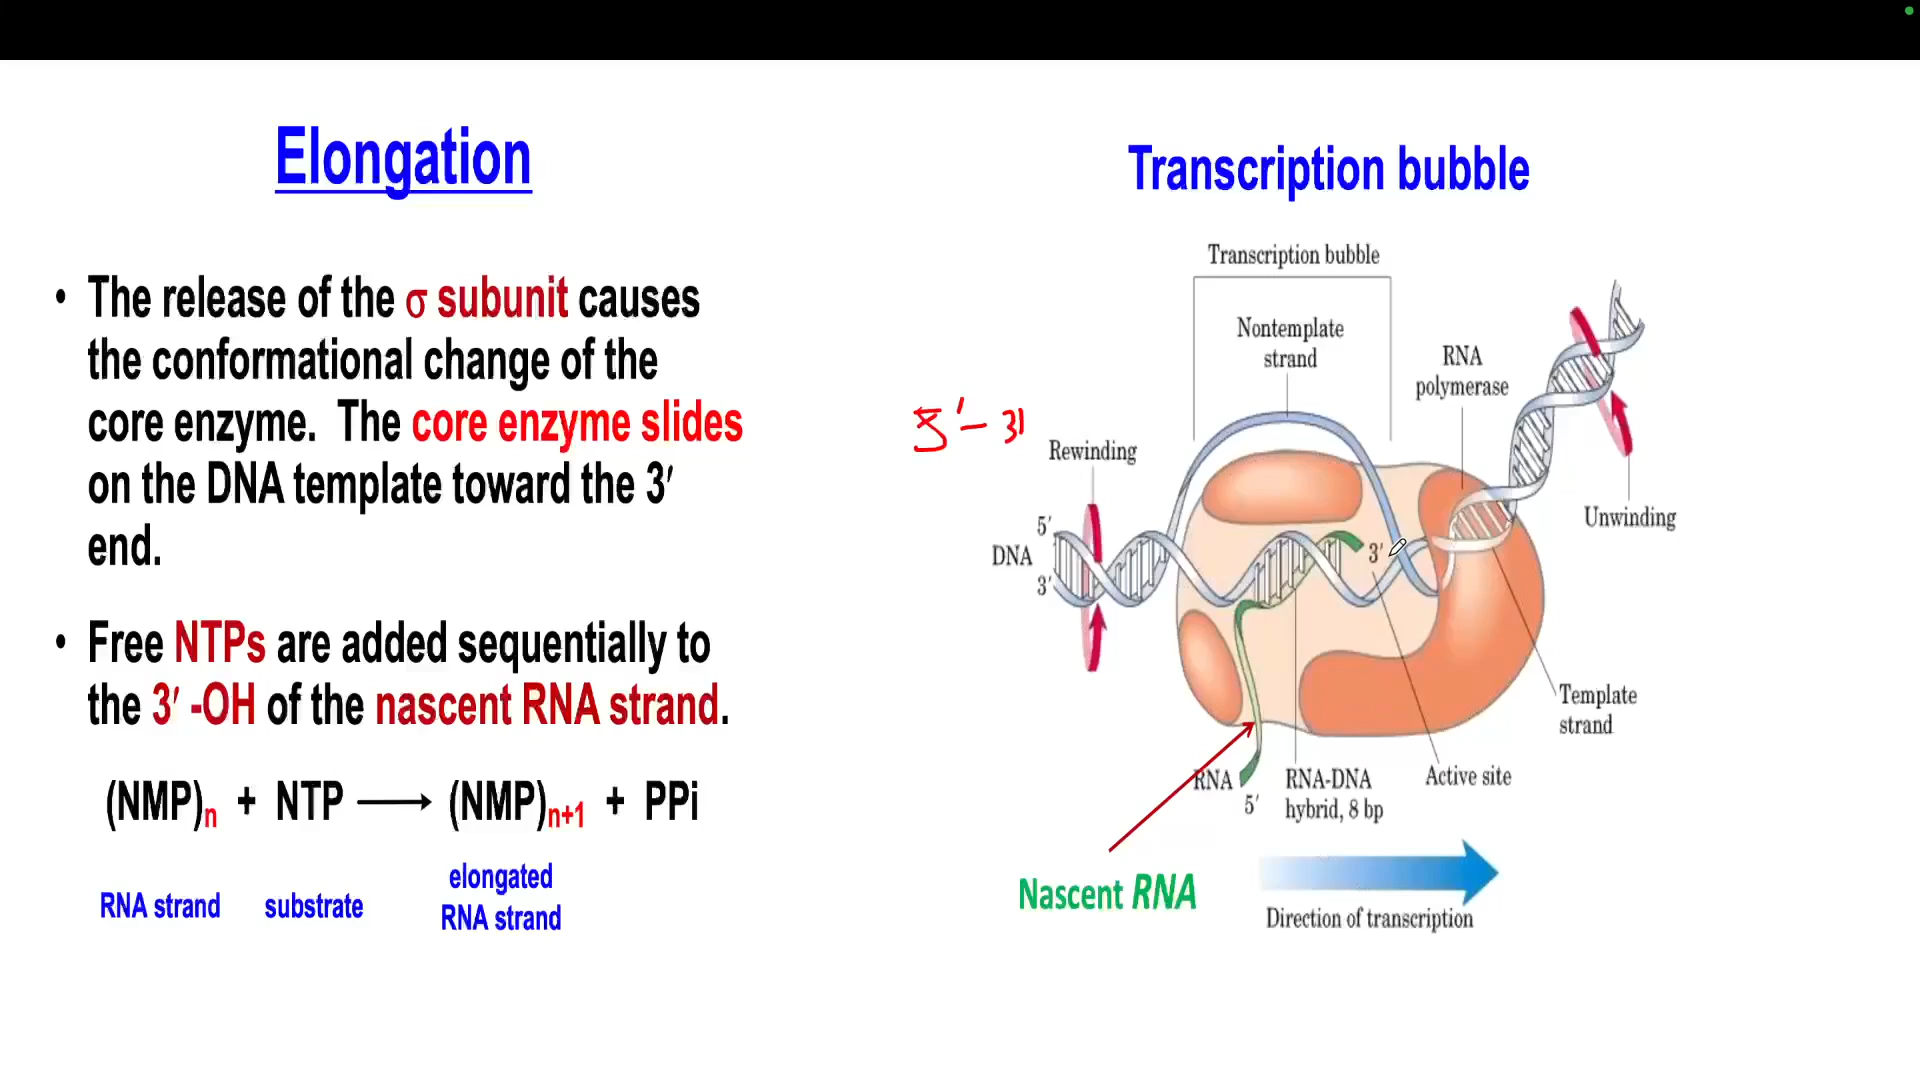 Elongation
• The release of the σ subunit causes
the conformational change of the
core enzyme. The core enzyme slides
on the DNA template toward the 3′
end.
• Free NTPs are added sequentially to
the 3′ -OH of the nascent RNA strand.
(NMP)n + NTP ⟶ (NMP)n+1 + PPi
RNA strand substrate elongated
RNA strand
Transcription bubble
Transcription bubble
Nontemplate
strand
RNA
polymerase
5′ – 3′
Rewinding
Unwinding
5′
DNA
3′
3′
Template
strand
RNA
5′
RNA-DNA
hybrid, 8 bp
Active site
Nascent RNA
Direction of transcription